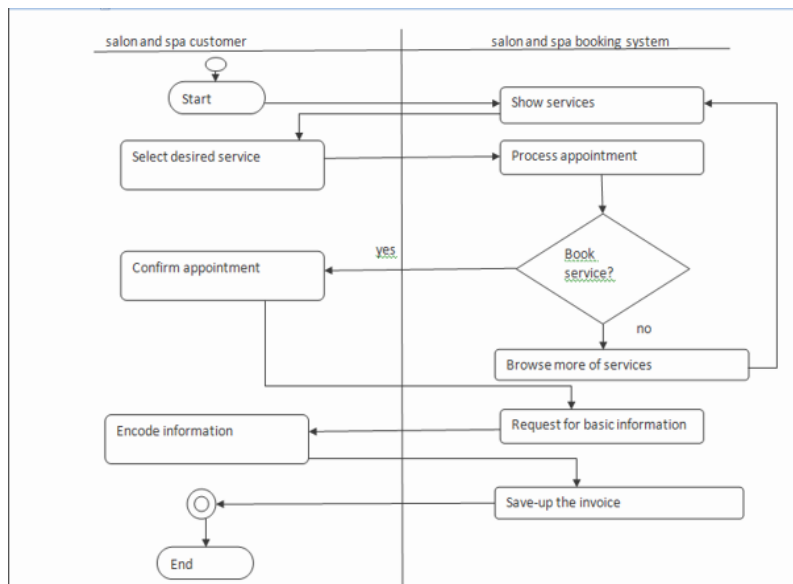 salon and spa customer
salon and spa booking system
Start
Show services
Select desired service
Process appointment
Book
service?
yes
Confirm appointment
no
Browse more of services
Request for basic information
Encode information
Save-up the invoice
End